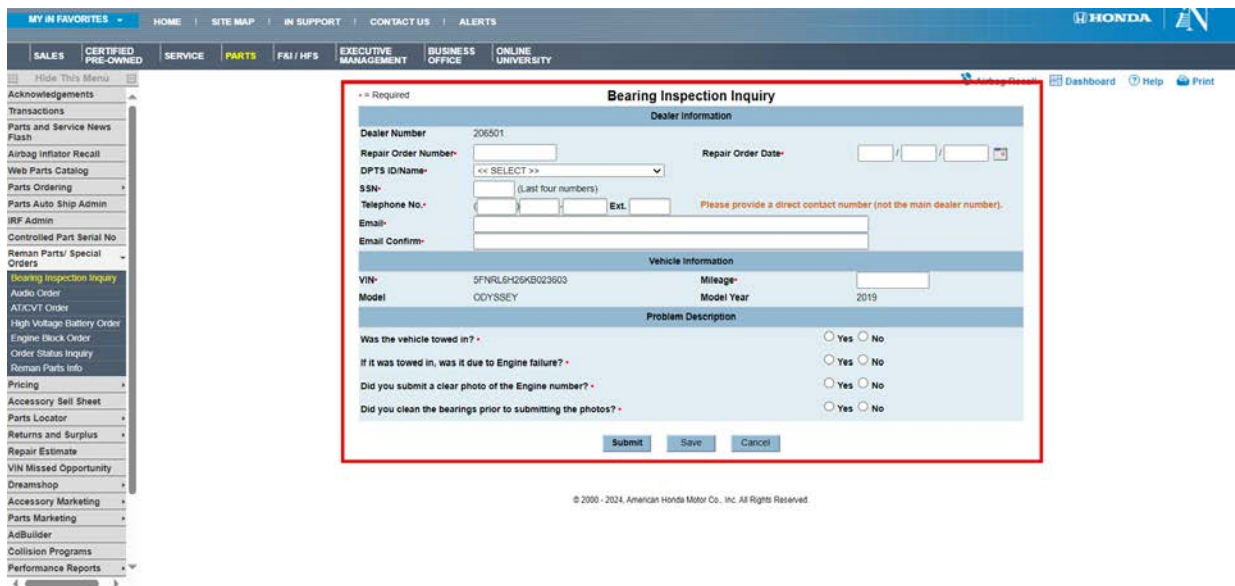 MY iN FAVORITES
HOME | SITE MAP | IN SUPPORT | CONTACT US | ALERTS
HONDA
SALES
CERTIFIED PRE-OWNED
SERVICE
PARTS
F&I / HFS
EXECUTIVE MANAGEMENT
BUSINESS OFFICE
ONLINE UNIVERSITY
Hide This Menu
Airbag Recall Dashboard Help Print
Acknowledgements
Transactions
Parts and Service News
Flash
Airbag Inflator Recall
Web Parts Catalog
Parts Ordering
Parts Auto Ship Admin
IRF Admin
Controlled Part Serial No
Reman Parts/ Special
Orders
Bearing Inspection Inquiry
Audio Order
AT/CVT Order
High Voltage Battery Order
Engine Block Order
Order Status Inquiry
Reman Parts Info
Pricing
Accessory Sell Sheet
Parts Locator
Returns and Surplus
Repair Estimate
VIN Missed Opportunity
Dreamshop
Accessory Marketing
Parts Marketing
AdBuilder
Collision Programs
Performance Reports
• = Required
Bearing Inspection Inquiry
Dealer Information
Dealer Number 206501
Repair Order Number• Repair Order Date• / /
DPTS ID/Name• << SELECT >>
SSN• (Last four numbers)
Telephone No.• ( ) - Ext. Please provide a direct contact number (not the main dealer number).
Email•
Email Confirm•
Vehicle Information
VIN• 5FNRL6H26KB023603 Mileage•
Model ODYSSEY Model Year 2019
Problem Description
Was the vehicle towed in? • Yes No
If it was towed in, was it due to Engine failure? • Yes No
Did you submit a clear photo of the Engine number? • Yes No
Did you clean the bearings prior to submitting the photos? • Yes No
Submit Save Cancel
© 2000 - 2024, American Honda Motor Co., Inc. All Rights Reserved.